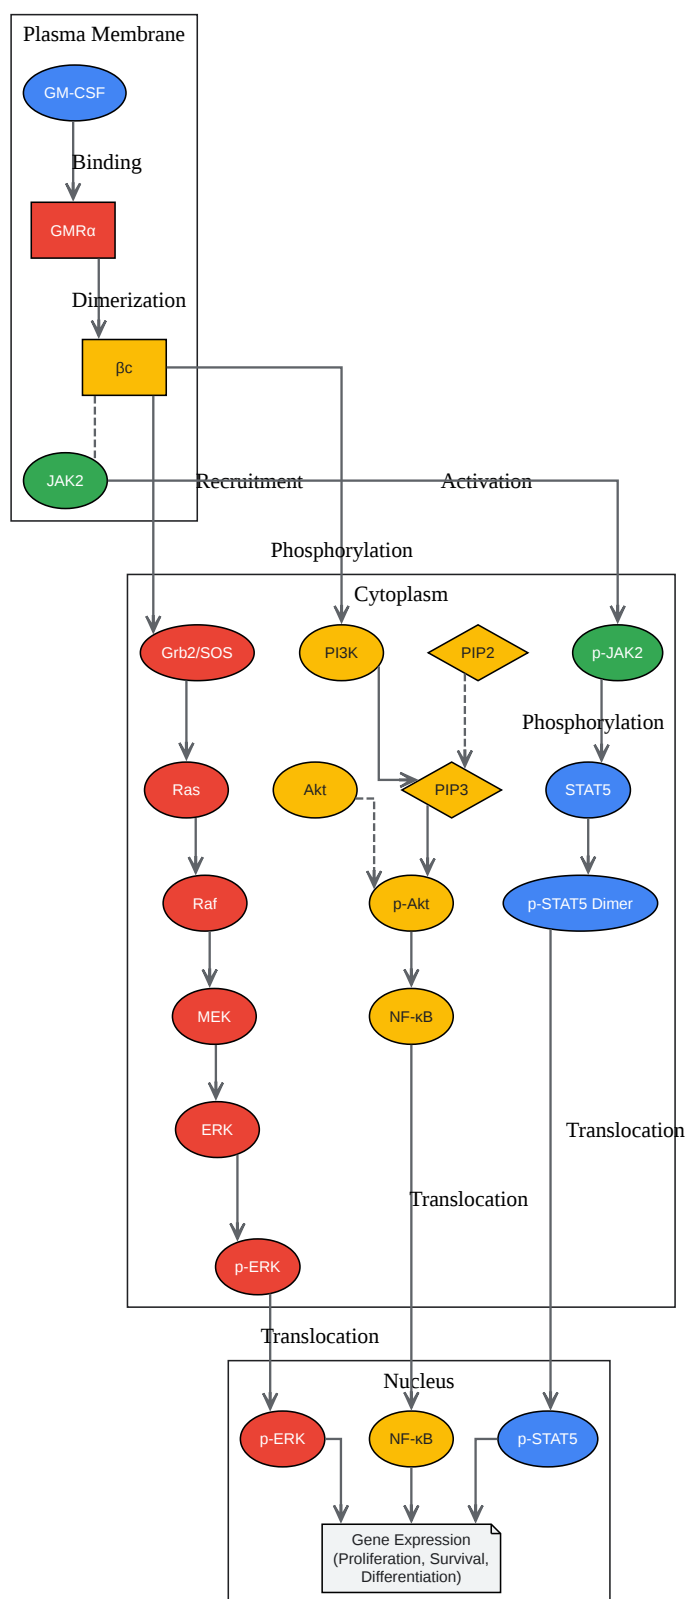 Plasma Membrane
GM-CSF
Binding
GMRα
Dimerization
βc
JAK2
Recruitment
Activation
Phosphorylation
Cytoplasm
Grb2/SOS
PI3K
PIP2
p-JAK2
Phosphorylation
Ras
Akt
PIP3
STAT5
Raf
p-Akt
p-STAT5 Dimer
MEK
NF-κB
ERK
Translocation
Translocation
p-ERK
Translocation
Nucleus
p-ERK
NF-κB
p-STAT5
Gene Expression
(Proliferation, Survival,
Differentiation)